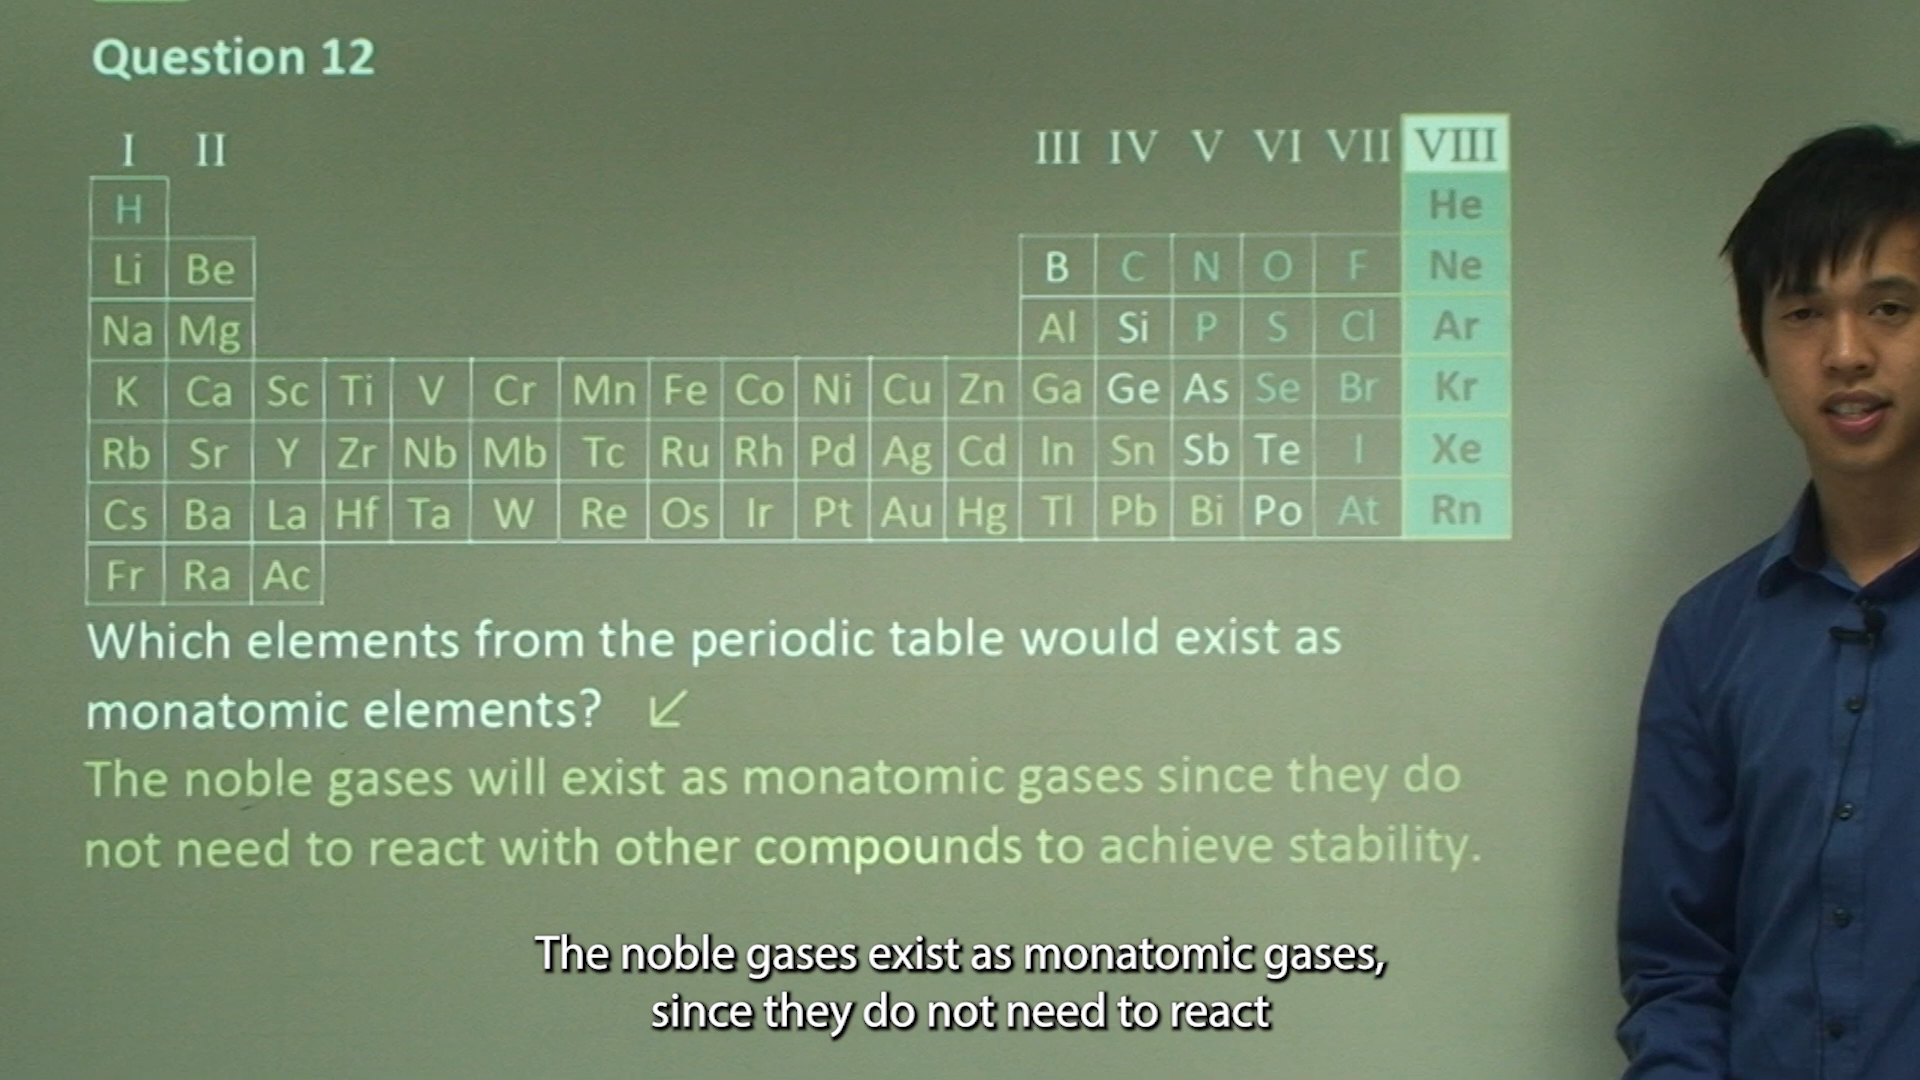 Question 12
I II III IV V VI VII VIII
H He
Li Be B C N O F Ne
Na Mg Al Si P S Cl Ar
K Ca Sc Ti V Cr Mn Fe Co Ni Cu Zn Ga Ge As Se Br Kr
Rb Sr Y Zr Nb Mb Tc Ru Rh Pd Ag Cd In Sn Sb Te I Xe
Cs Ba La Hf Ta W Re Os Ir Pt Au Hg Tl Pb Bi Po At Rn
Fr Ra Ac
Which elements from the periodic table would exist as
monatomic elements? ↙
The noble gases will exist as monatomic gases since they do
not need to react with other compounds to achieve stability.
The noble gases exist as monatomic gases,
since they do not need to react